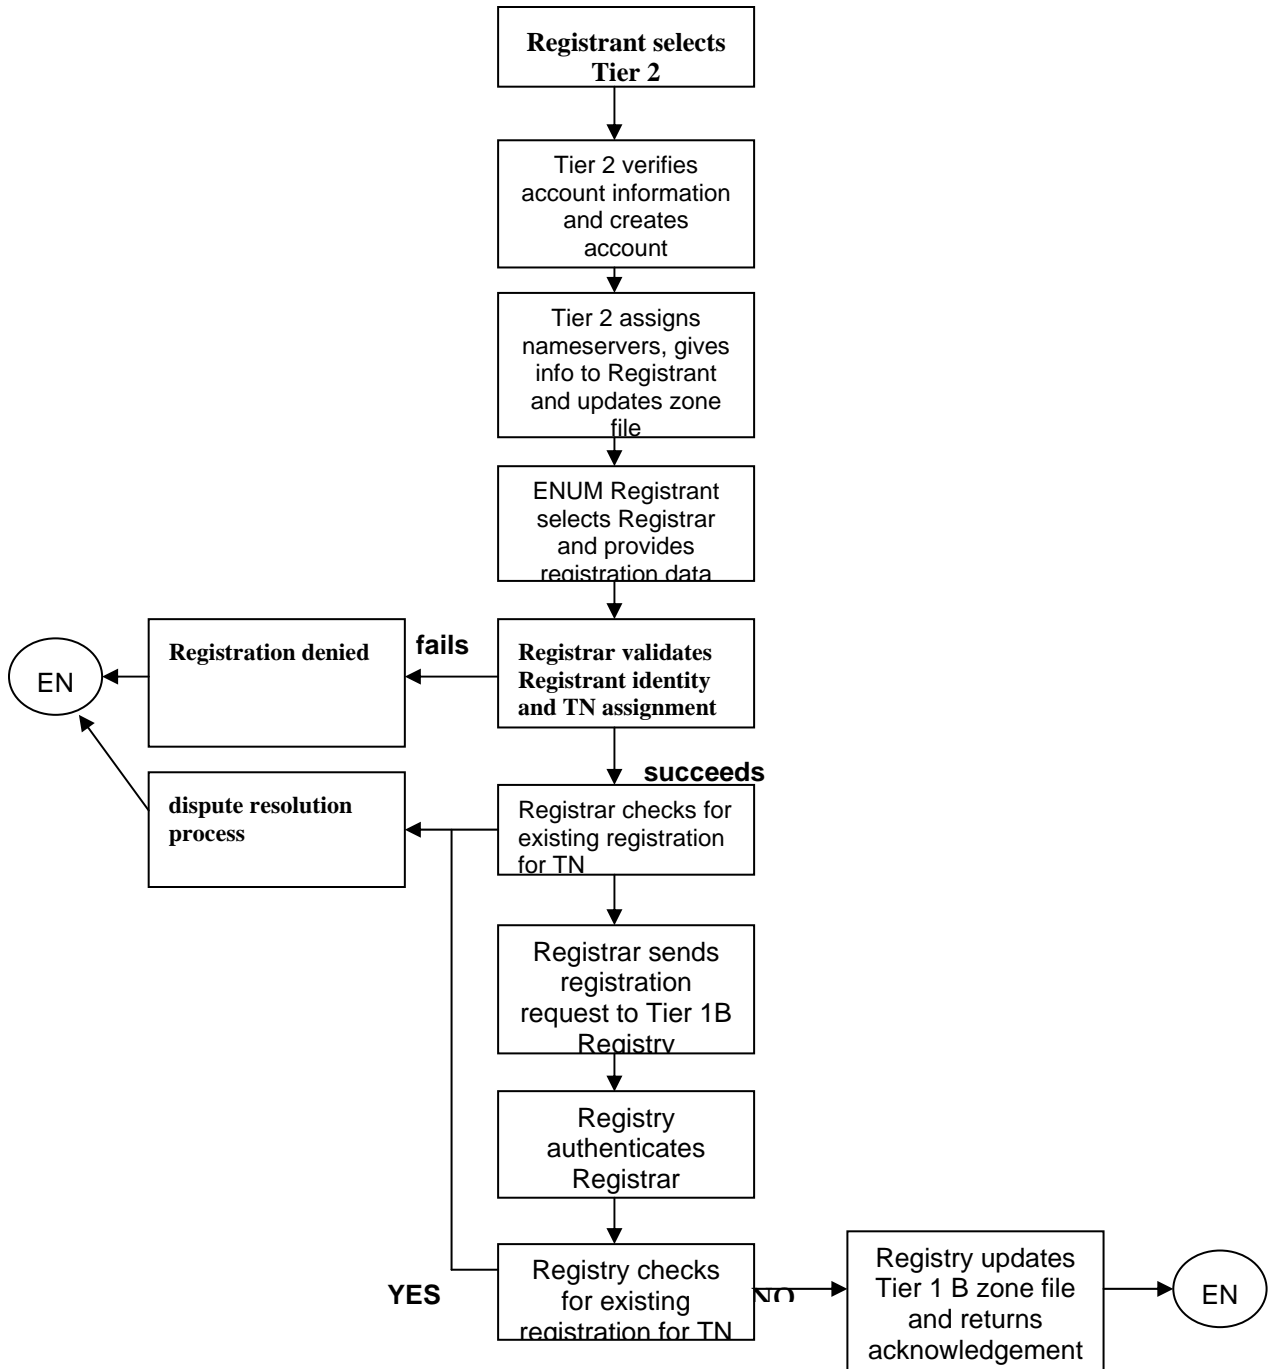 Registrant selects
Tier 2
Tier 2 verifies
account information
and creates
account
Tier 2 assigns
nameservers, gives
info to Registrant
and updates zone
file
ENUM Registrant
selects Registrar
and provides
registration data
Registration denied
fails
Registrar validates
Registrant identity
and TN assignment
EN
succeeds
dispute resolution
process
Registrar checks for
existing registration
for TN
Registrar sends
registration
request to Tier 1B
Registry
Registry
authenticates
Registrar
YES
Registry checks
for existing
registration for TN
NO
Registry updates
Tier 1 B zone file
and returns
acknowledgement
EN